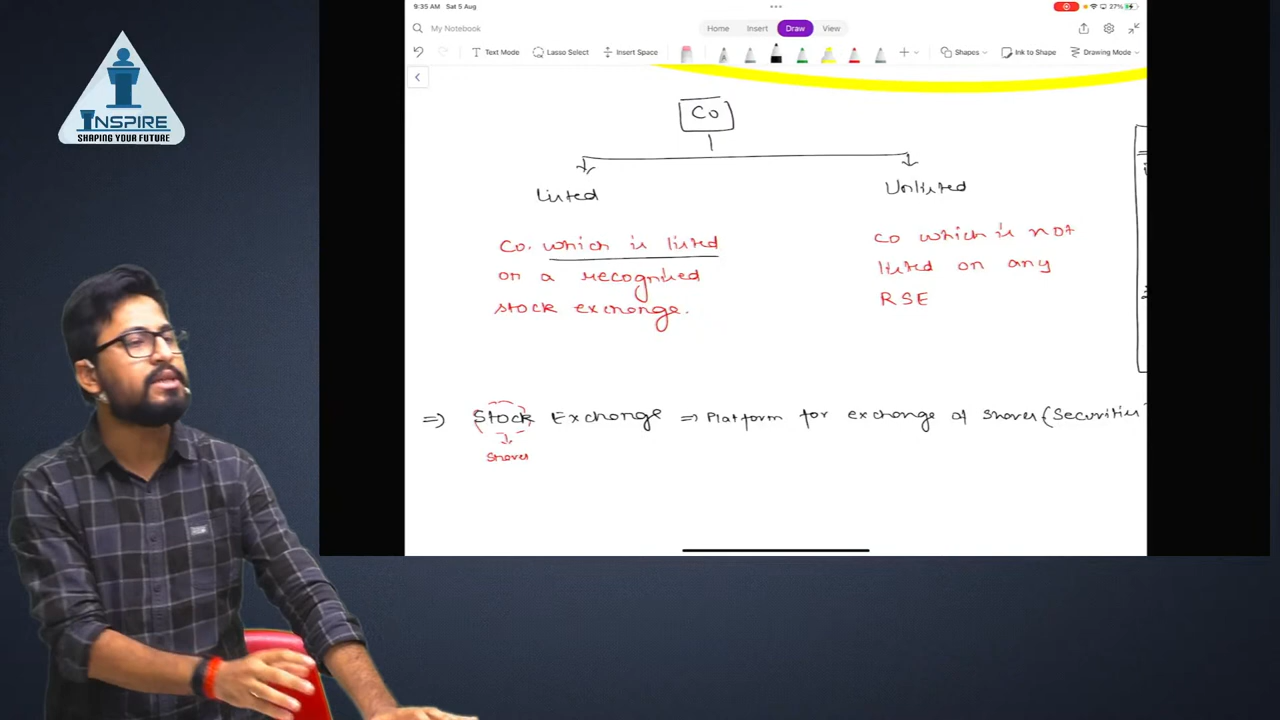 9:35 AM Sat 5 Aug
27%
My Notebook
Home Insert Draw View
Text Mode Lasso Select Insert Space Shapes Ink to Shape Drawing Mode
INSPIRE
SHAPING YOUR FUTURE
Co
Listed
Unlisted
Co. which is listed
on a recognised
stock exchange.
Co which is not
listed on any
RSE
⇒ Stock Exchange ⇒ Platform for exchange of shares (Securities
Shares